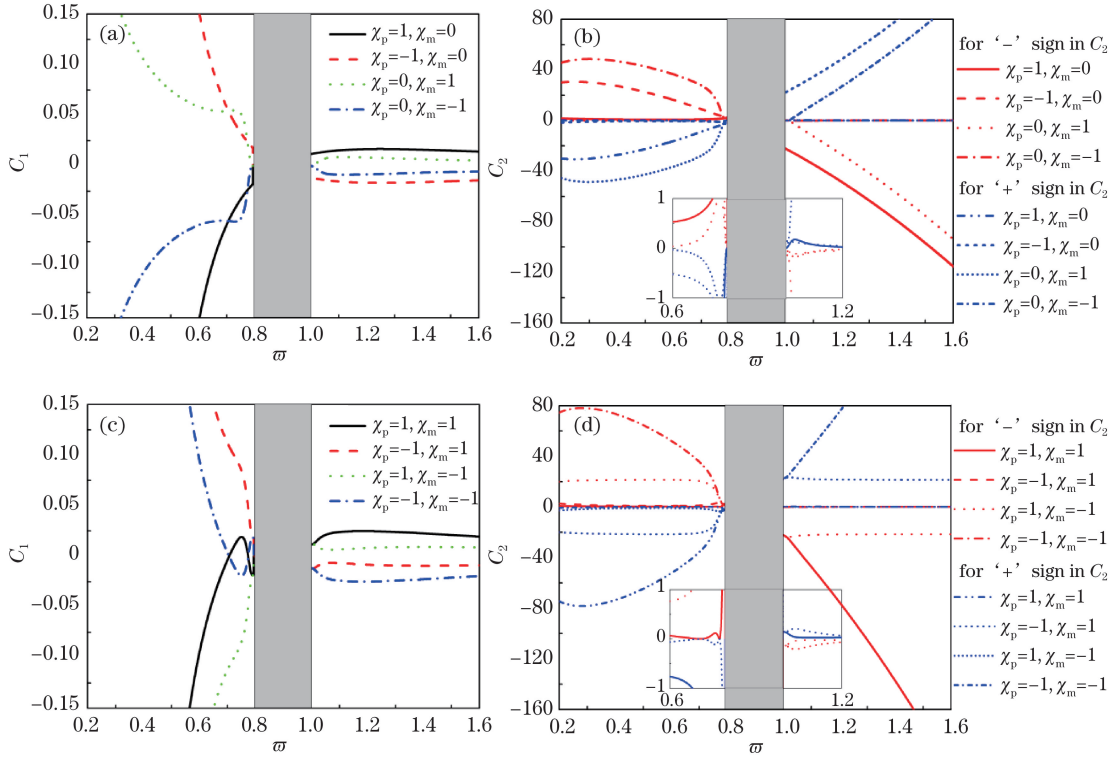 (a)
0.15
0.10
0.05
0
-0.05
-0.10
-0.15
C₁
0.2 0.4 0.6 0.8 1.0 1.2 1.4 1.6
ϖ
χₚ=1, χₘ=0
χₚ=-1, χₘ=0
χₚ=0, χₘ=1
χₚ=0, χₘ=-1
(b)
80
40
0
-40
-80
-120
-160
C₂
0.2 0.4 0.6 0.8 1.0 1.2 1.4 1.6
ϖ
1
0
-1
0.6 1.2
for ‘-’ sign in C₂
χₚ=1, χₘ=0
χₚ=-1, χₘ=0
χₚ=0, χₘ=1
χₚ=0, χₘ=-1
for ‘+’ sign in C₂
χₚ=1, χₘ=0
χₚ=-1, χₘ=0
χₚ=0, χₘ=1
χₚ=0, χₘ=-1
(c)
0.15
0.10
0.05
0
-0.05
-0.10
-0.15
C₁
0.2 0.4 0.6 0.8 1.0 1.2 1.4 1.6
ϖ
χₚ=1, χₘ=1
χₚ=-1, χₘ=1
χₚ=1, χₘ=-1
χₚ=-1, χₘ=-1
(d)
80
40
0
-40
-80
-120
-160
C₂
0.2 0.4 0.6 0.8 1.0 1.2 1.4 1.6
ϖ
1
0
-1
0.6 1.2
for ‘-’ sign in C₂
χₚ=1, χₘ=1
χₚ=-1, χₘ=1
χₚ=1, χₘ=-1
χₚ=-1, χₘ=-1
for ‘+’ sign in C₂
χₚ=1, χₘ=1
χₚ=-1, χₘ=1
χₚ=1, χₘ=-1
χₚ=-1, χₘ=-1